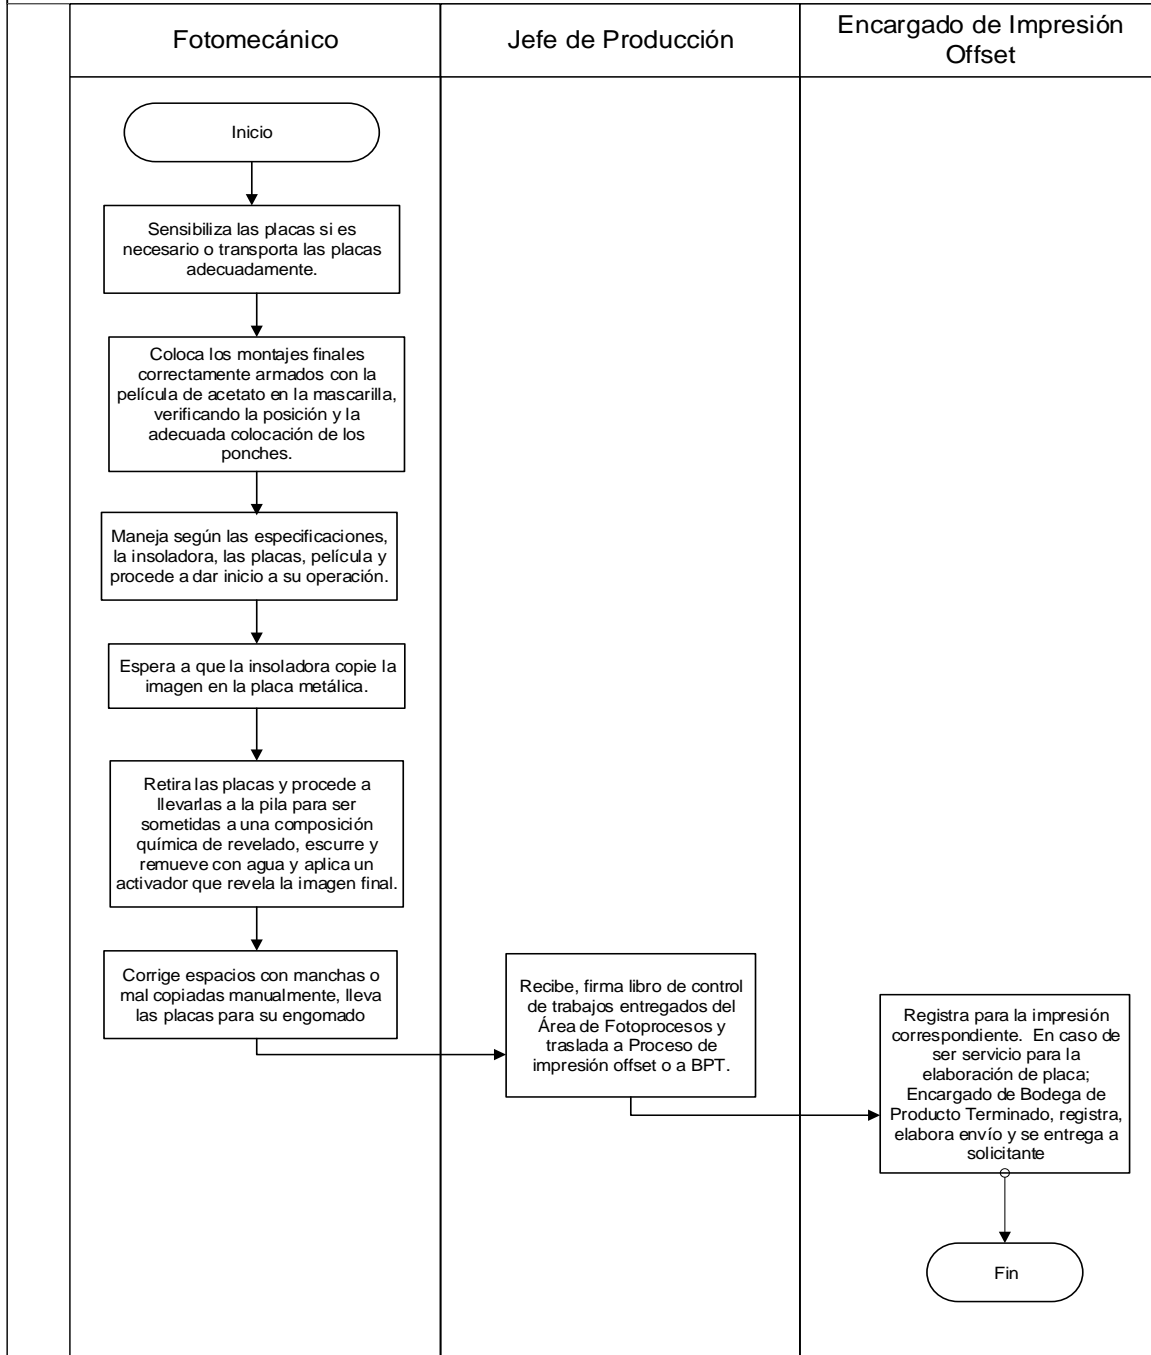 Fotomecánico
Jefe de Producción
Encargado de Impresión
Offset
Inicio
Sensibiliza las placas si es
necesario o transporta las placas
adecuadamente.
Coloca los montajes finales
correctamente armados con la
película de acetato en la mascarilla,
verificando la posición y la
adecuada colocación de los
ponches.
Maneja según las especificaciones,
la insoladora, las placas, película y
procede a dar inicio a su operación.
Espera a que la insoladora copie la
imagen en la placa metálica.
Retira las placas y procede a
llevarlas a la pila para ser
sometidas a una composición
química de revelado, escurre y
remueve con agua y aplica un
activador que revela la imagen final.
Corrige espacios con manchas o
mal copiadas manualmente, lleva
las placas para su engomado
Recibe, firma libro de control
de trabajos entregados del
Área de Fotoprocesos y
traslada a Proceso de
impresión offset o a BPT.
Registra para la impresión
correspondiente.  En caso de
ser servicio para la
elaboración de placa;
Encargado de Bodega de
Producto Terminado, registra,
elabora envío y se entrega a
solicitante
Fin